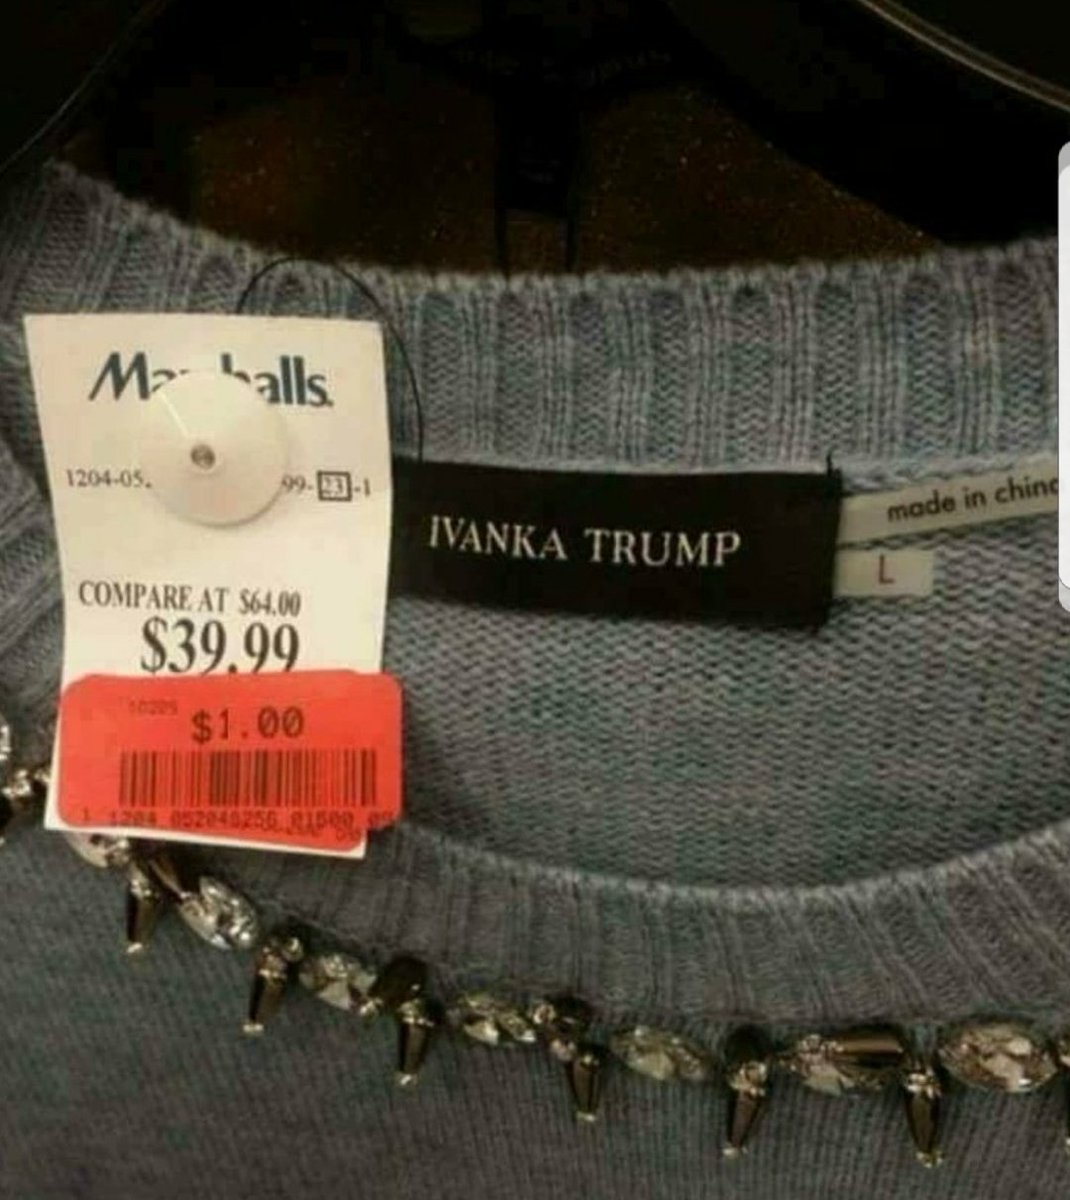 Ma halls.
1204-05.
99-23-1
COMPARE AT $64.00
$39.99
$1.00
IVANKA TRUMP
made in china
L